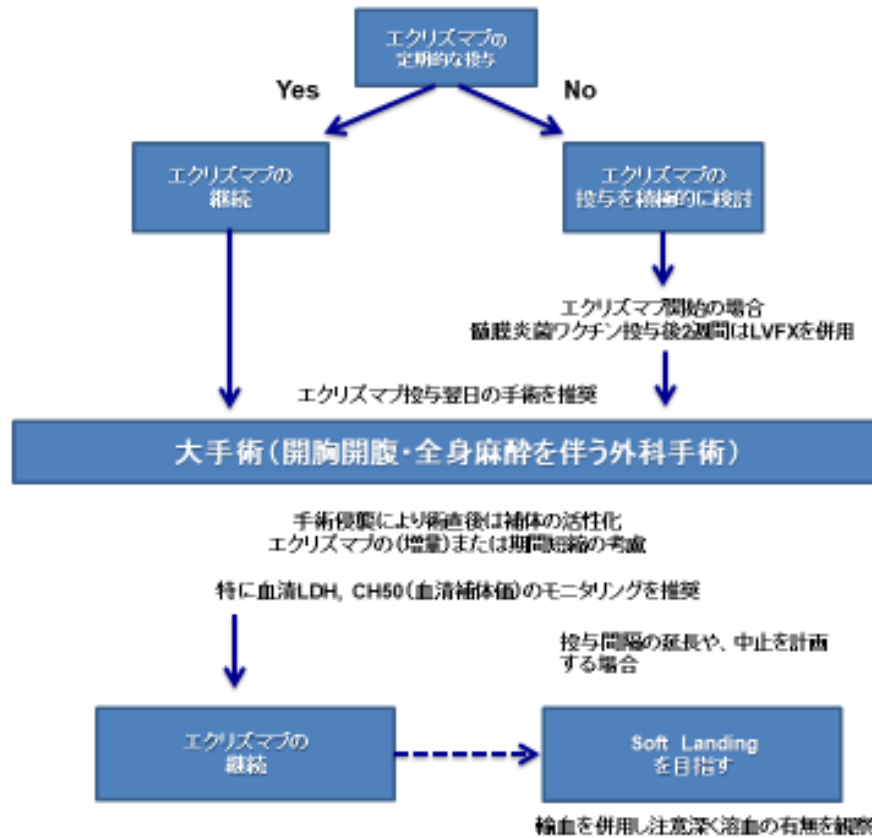 エクリズマブの
定期的な投与
Yes
No
エクリズマブの
継続
エクリズマブの
投与を積極的に検討
エクリズマブ開始の場合
髄膜炎菌ワクチン投与後2週間はLVFXを併用
エクリズマブ投与翌日の手術を推奨
大手術（開胸開腹・全身麻酔を伴う外科手術）
手術侵襲により術直後は補体の活性化
エクリズマブの（増量）または期間短縮の考慮
特に血清LDH, CH50（血清補体価）のモニタリングを推奨
投与間隔の延長や、中止を計画
する場合
エクリズマブの
継続
Soft Landing
を目指す
輸血を併用し注意深く溶血の有無を観察